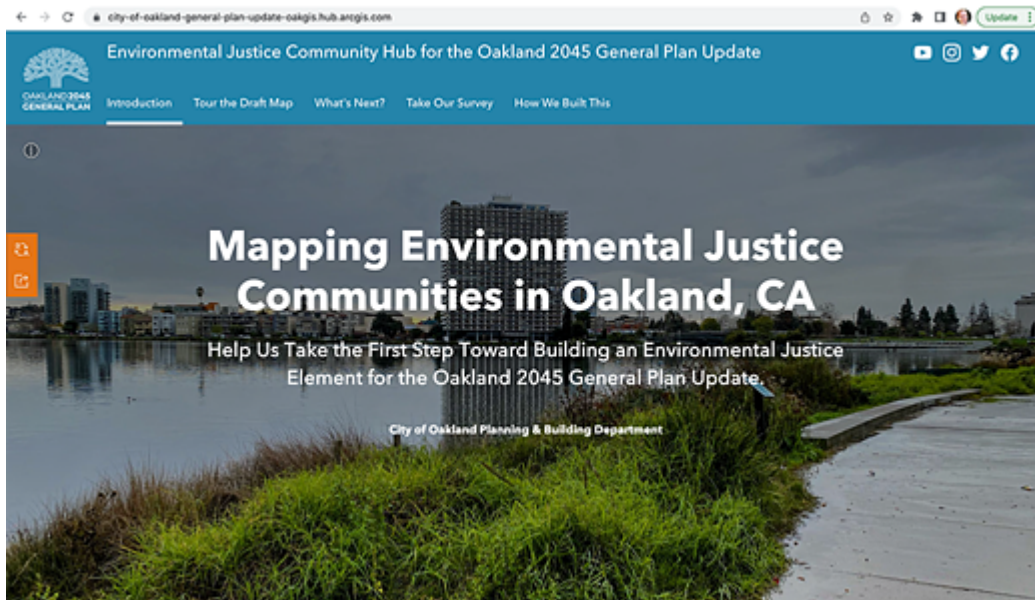 city-of-oakland-general-plan-update-oakgis.hub.arcgis.com
Update
Environmental Justice Community Hub for the Oakland 2045 General Plan Update
OAKLAND2045
GENERAL PLAN
Introduction Tour the Draft Map What's Next? Take Our Survey How We Built This
Mapping Environmental Justice
Communities in Oakland, CA
Help Us Take the First Step Toward Building an Environmental Justice
Element for the Oakland 2045 General Plan Update.
City of Oakland Planning & Building Department